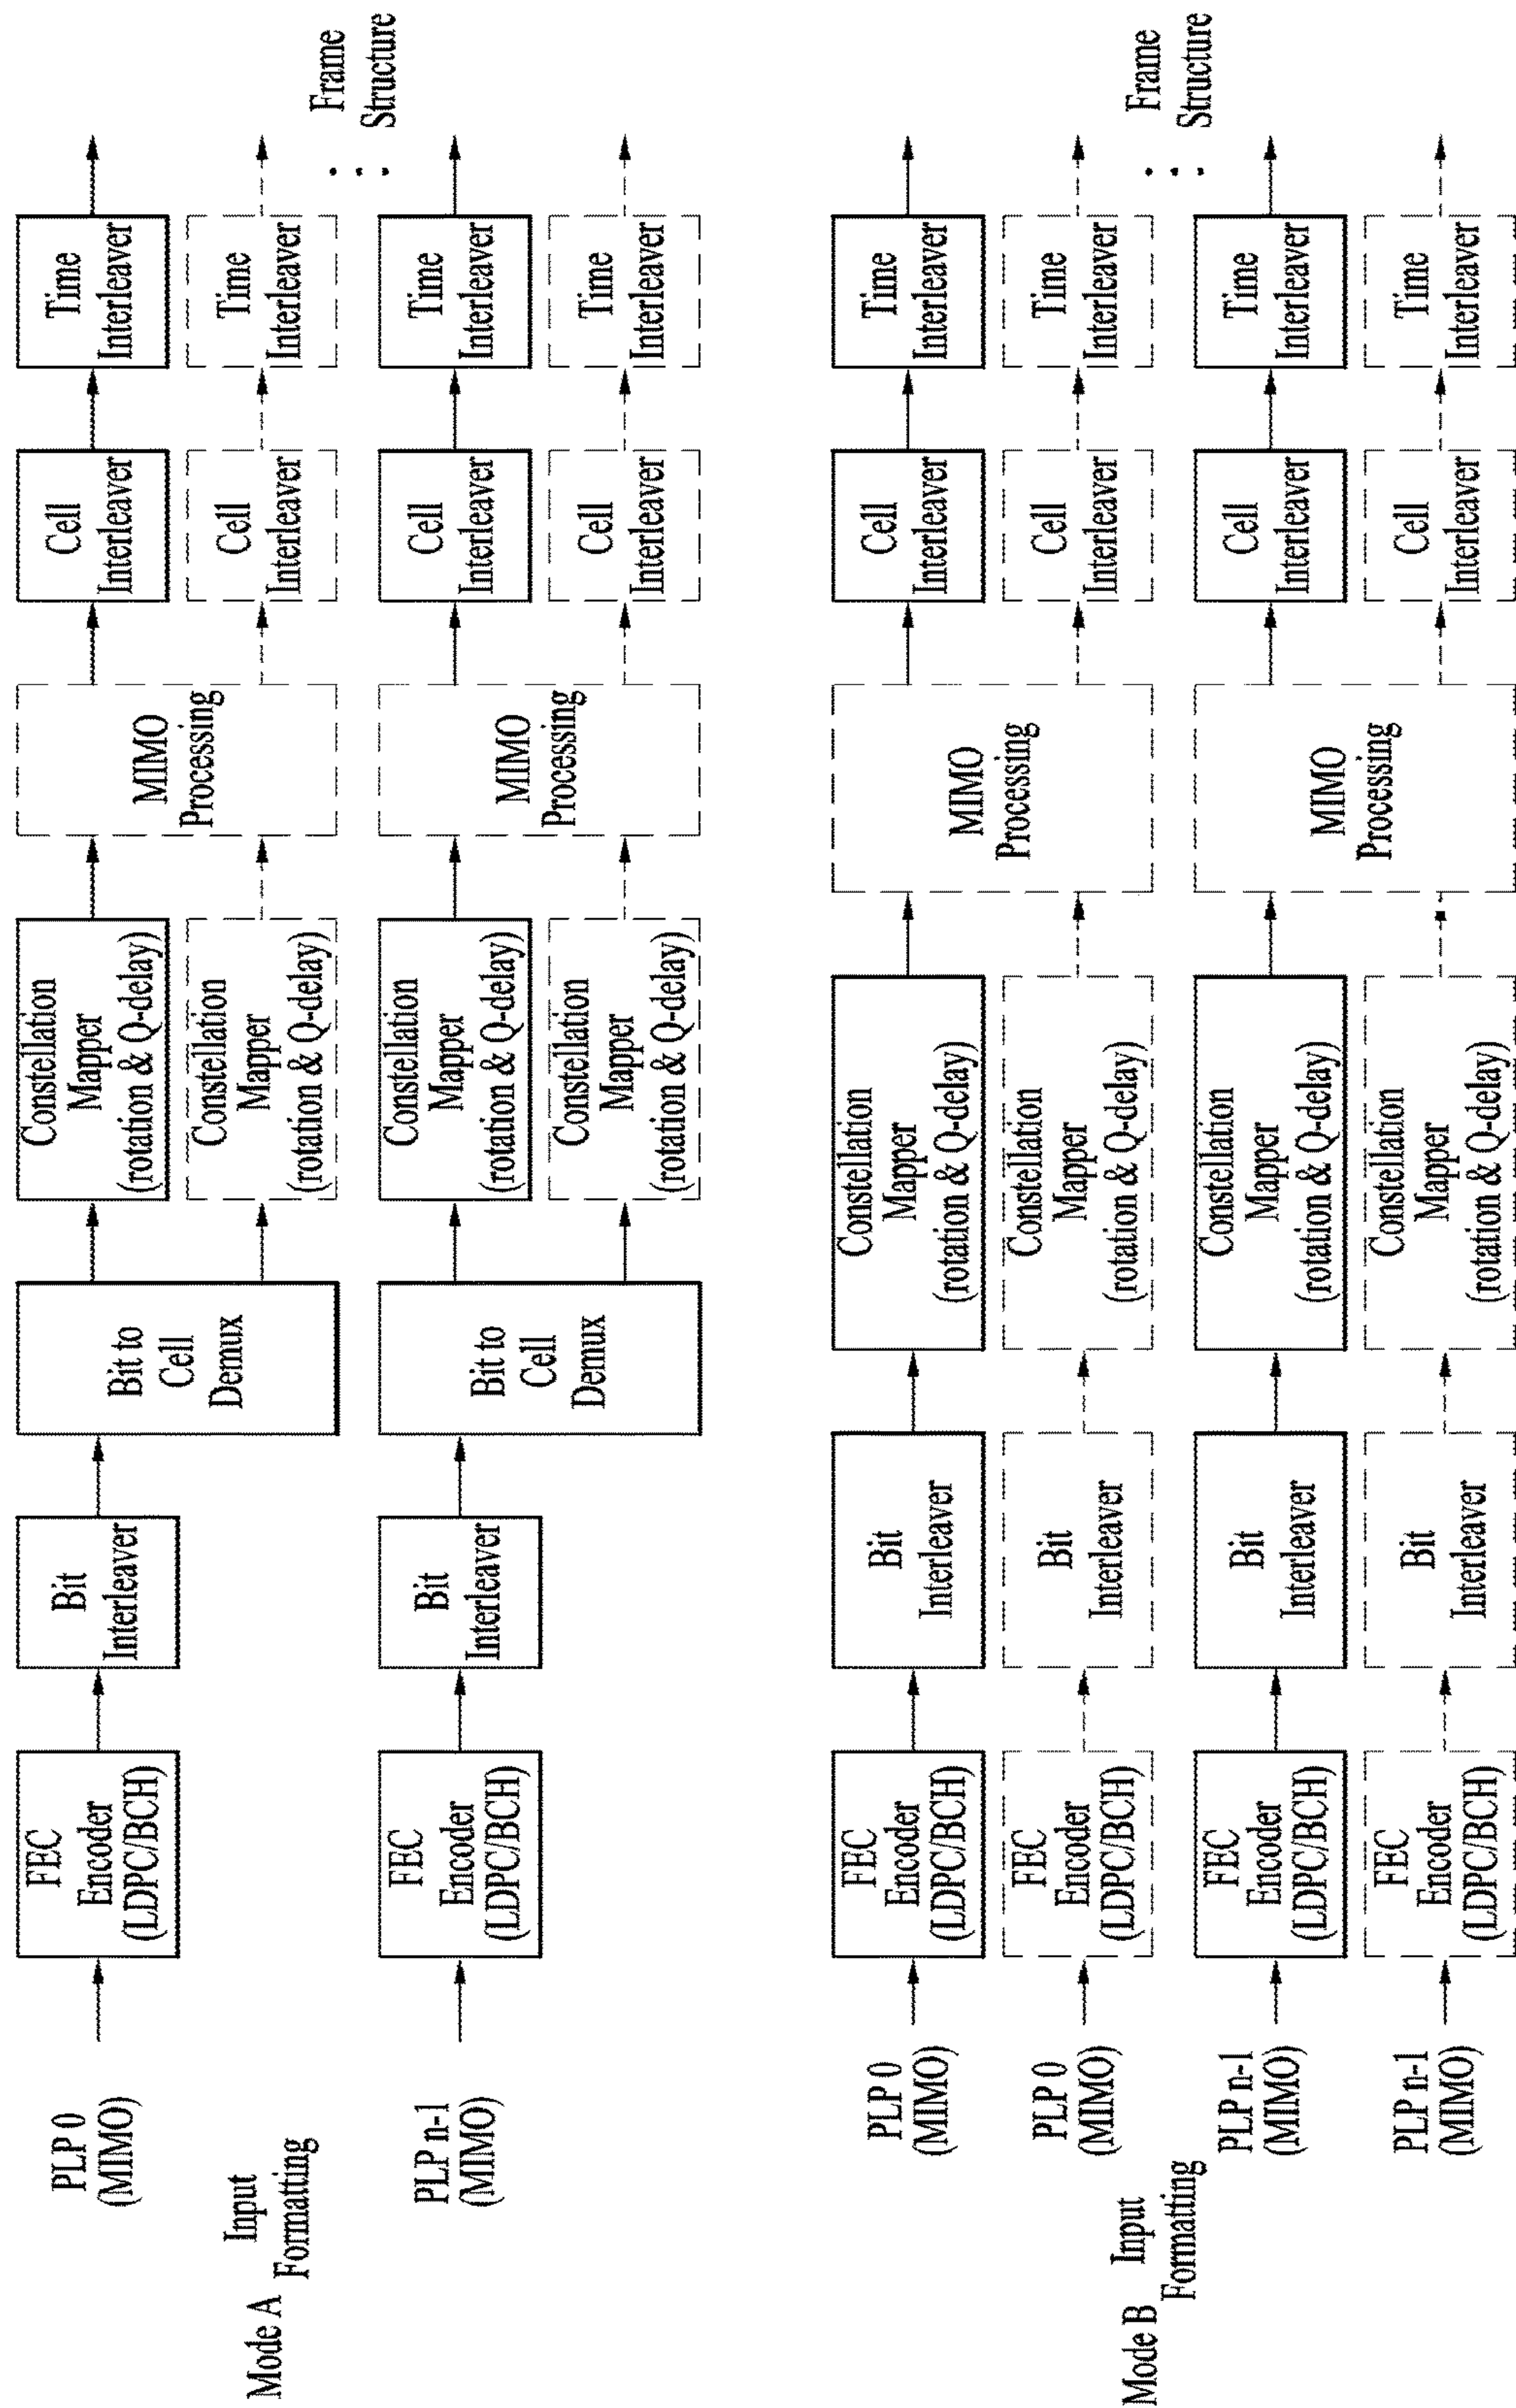 Mode A
Input
Formatting
PLP 0
(MIMO)
FEC
Encoder
(LDPC/BCH)
Bit
Interleaver
Bit to
Cell
Demux
Constellation
Mapper
(rotation & Q-delay)
Constellation
Mapper
(rotation & Q-delay)
MIMO
Processing
Cell
Interleaver
Cell
Interleaver
Time
Interleaver
Time
Interleaver
PLP n-1
(MIMO)
FEC
Encoder
(LDPC/BCH)
Bit
Interleaver
Bit to
Cell
Demux
Constellation
Mapper
(rotation & Q-delay)
Constellation
Mapper
(rotation & Q-delay)
MIMO
Processing
Cell
Interleaver
Cell
Interleaver
Time
Interleaver
Time
Interleaver
Frame
Structure
Mode B
Input
Formatting
PLP 0
(MIMO)
FEC
Encoder
(LDPC/BCH)
Bit
Interleaver
Constellation
Mapper
(rotation & Q-delay)
PLP 0
(MIMO)
FEC
Encoder
(LDPC/BCH)
Bit
Interleaver
Constellation
Mapper
(rotation & Q-delay)
MIMO
Processing
Cell
Interleaver
Cell
Interleaver
Time
Interleaver
Time
Interleaver
PLP n-1
(MIMO)
FEC
Encoder
(LDPC/BCH)
Bit
Interleaver
Constellation
Mapper
(rotation & Q-delay)
PLP n-1
(MIMO)
FEC
Encoder
(LDPC/BCH)
Bit
Interleaver
Constellation
Mapper
(rotation & Q-delay)
MIMO
Processing
Cell
Interleaver
Cell
Interleaver
Time
Interleaver
Time
Interleaver
Frame
Structure